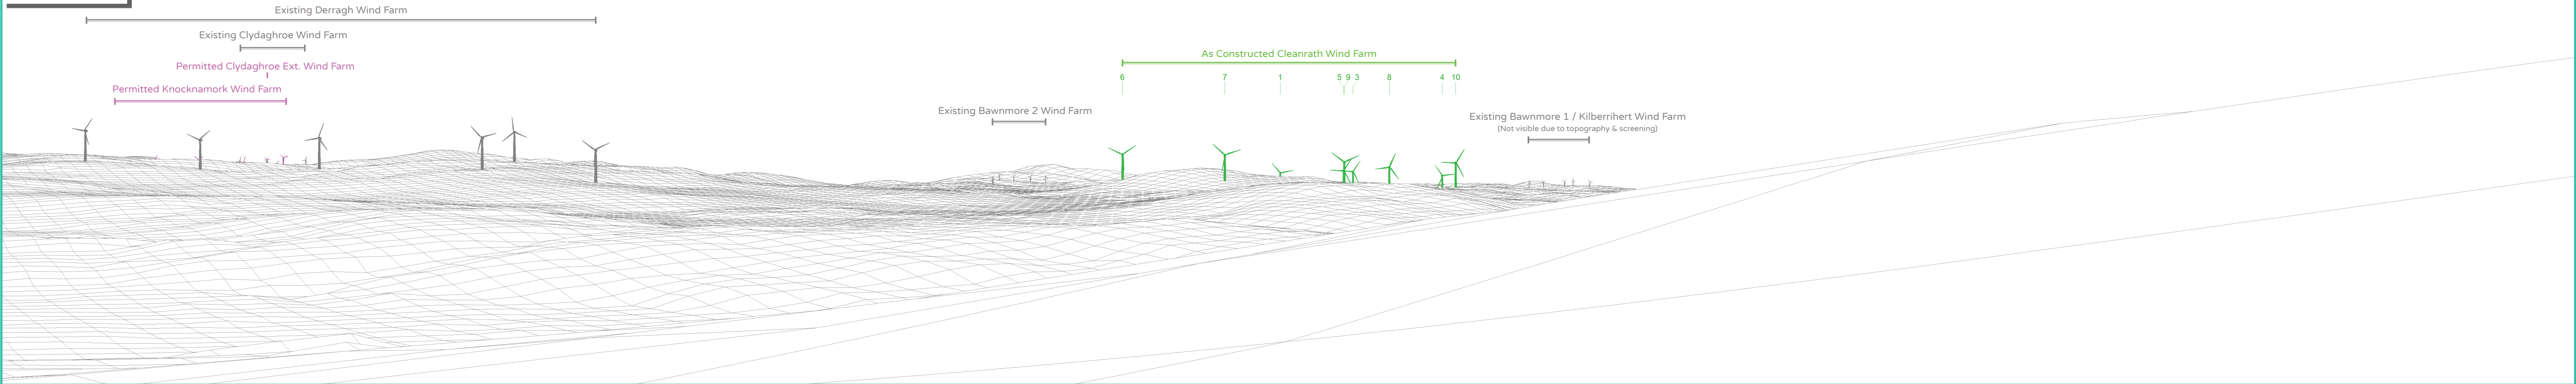 Existing Derragh Wind Farm
Existing Clydaghroe Wind Farm
Permitted Clydaghroe Ext. Wind Farm
Permitted Knocknamork Wind Farm
As Constructed Cleanrath Wind Farm
6 7 1 5 9 3 8 4 10
Existing Bawnmore 2 Wind Farm
Existing Bawnmore 1 / Kilberrihert Wind Farm
(Not visible due to topography & screening)